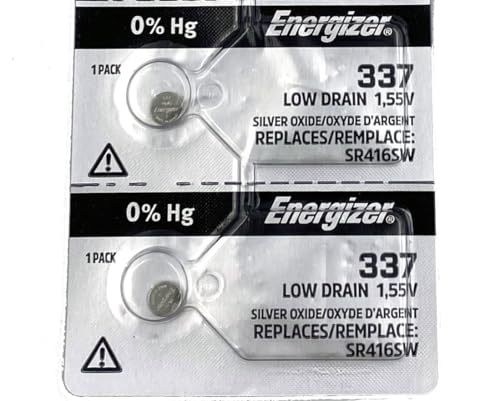 0% Hg
Energizer®
1 PACK
Energizer
337
LOW DRAIN 1,55V
SILVER OXIDE/OXYDE D'ARGENT
REPLACES/REMPLACE:
SR416SW
0% Hg
Energizer®
1 PACK
337
LOW DRAIN 1,55V
SILVER OXIDE/OXYDE D'ARGENT
REPLACES/REMPLACE:
SR416SW